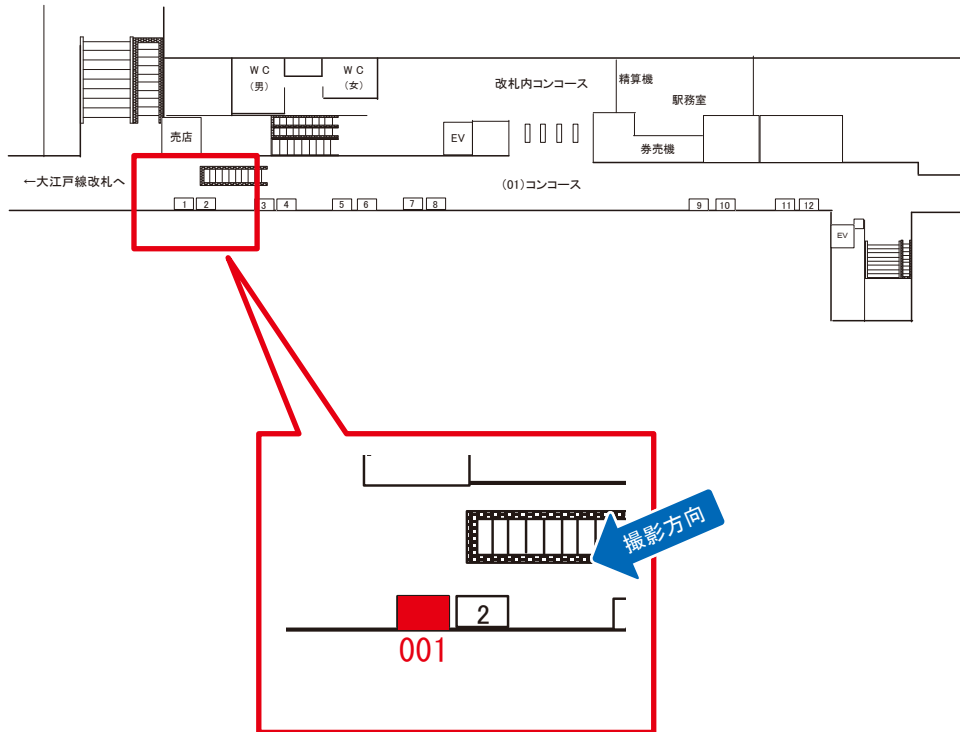 WC
(男)
WC
(女)
改札内コンコース
精算機
駅務室
売店
EV
券売機
←大江戸線改札へ
(01)コンコース
1 2 3 4 5 6 7 8 9 10 11 12
EV
撮影方向
2
001